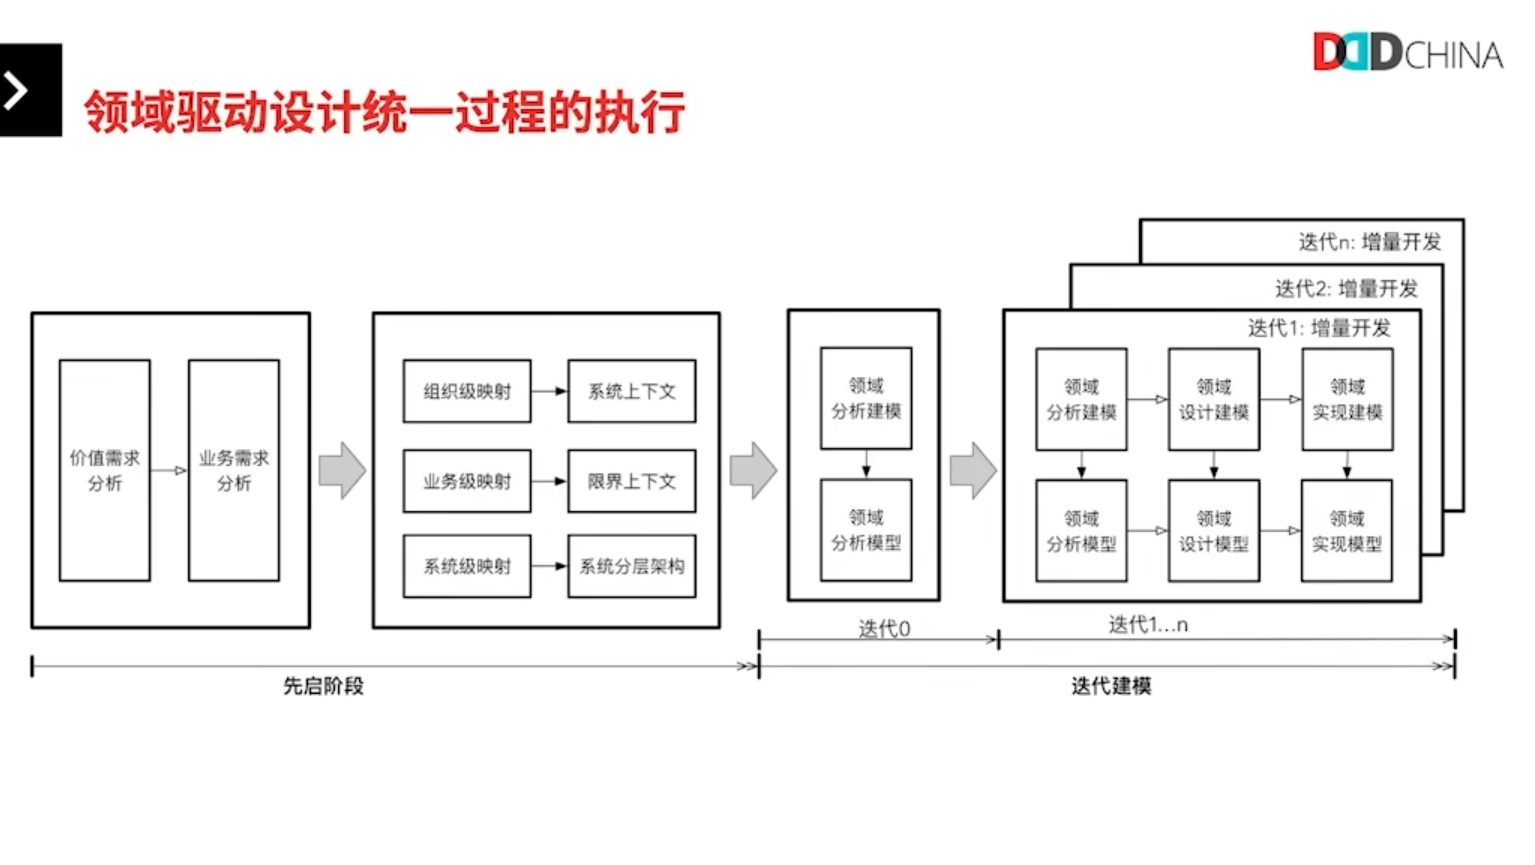 DDDCHINA
领域驱动设计统一过程的执行
价值需求
分析
业务需求
分析
组织级映射
系统上下文
业务级映射
限界上下文
系统级映射
系统分层架构
领域
分析建模
领域
分析模型
迭代n: 增量开发
迭代2: 增量开发
迭代1: 增量开发
领域
分析建模
领域
设计建模
领域
实现建模
领域
分析模型
领域
设计模型
领域
实现模型
迭代0
迭代1...n
先启阶段
迭代建模